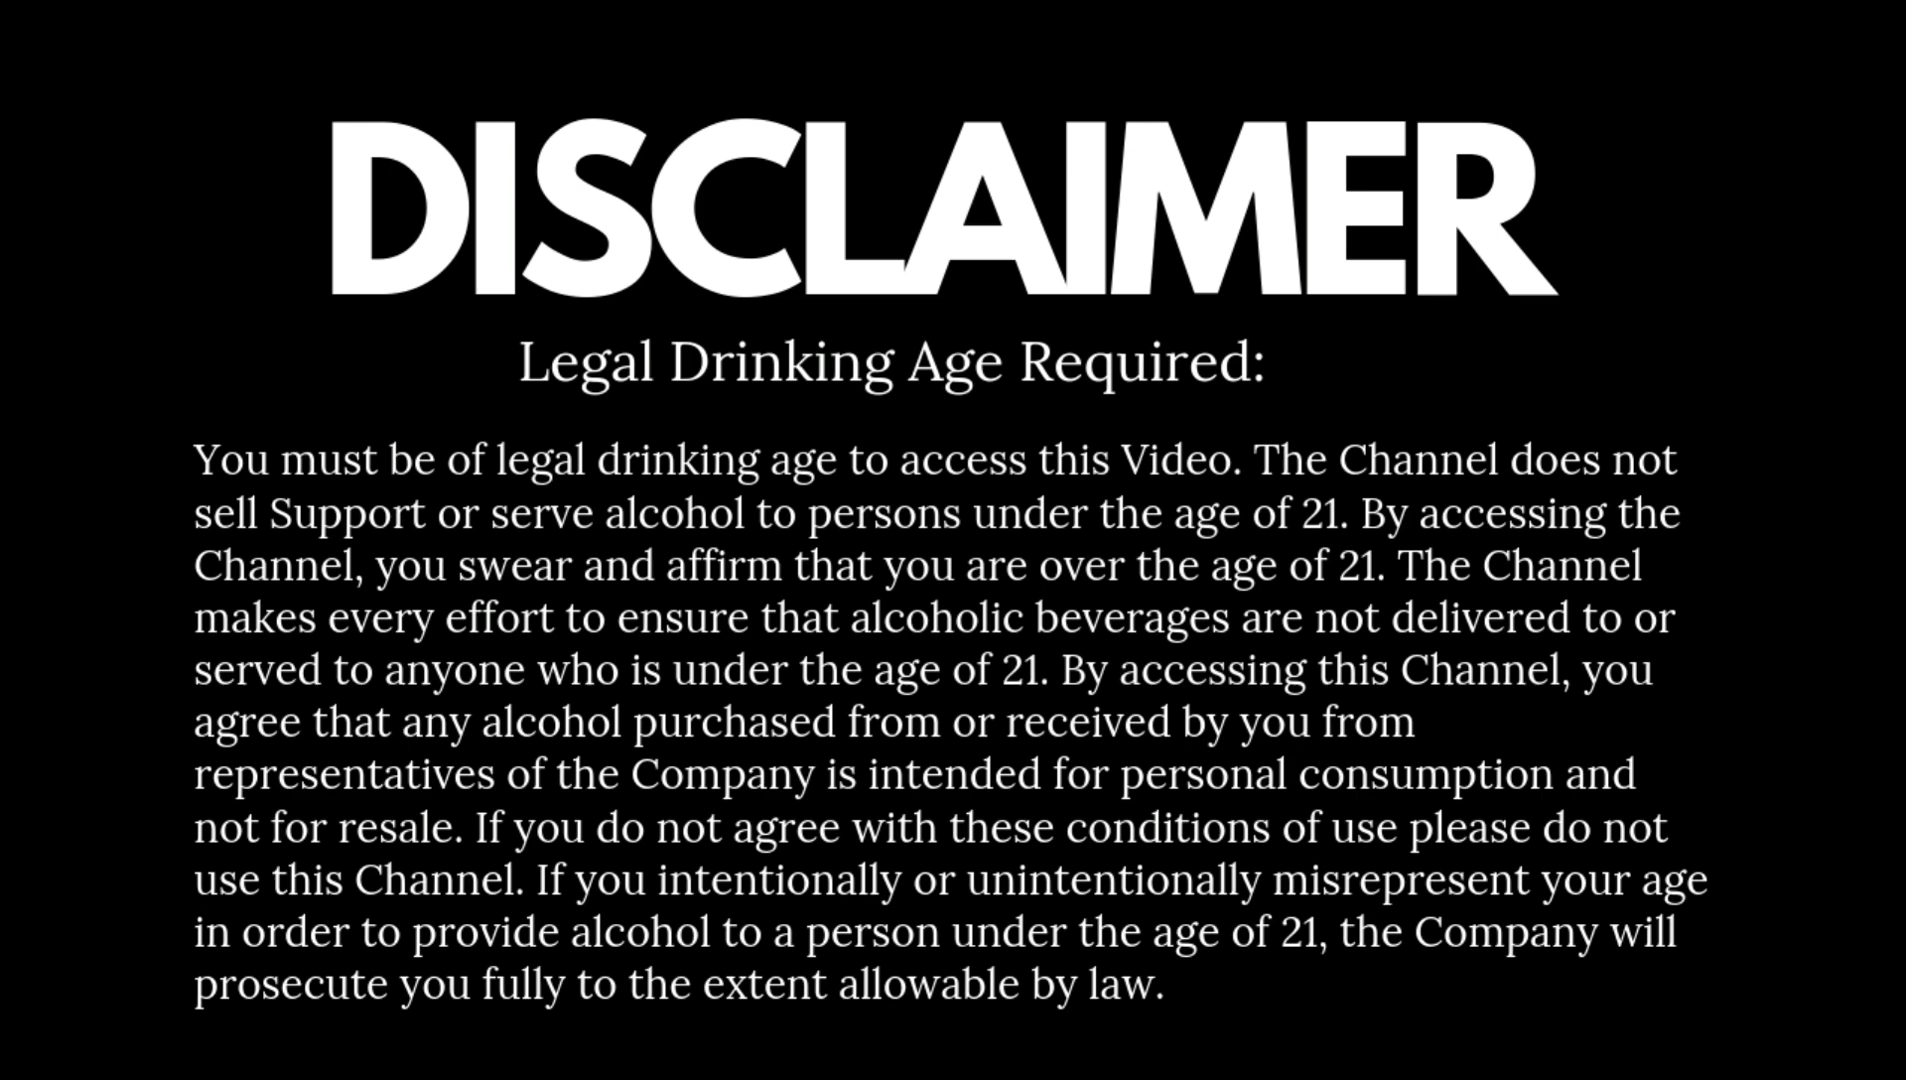 DISCLAIMER
Legal Drinking Age Required:
You must be of legal drinking age to access this Video. The Channel does not
sell Support or serve alcohol to persons under the age of 21. By accessing the
Channel, you swear and affirm that you are over the age of 21. The Channel
makes every effort to ensure that alcoholic beverages are not delivered to or
served to anyone who is under the age of 21. By accessing this Channel, you
agree that any alcohol purchased from or received by you from
representatives of the Company is intended for personal consumption and
not for resale. If you do not agree with these conditions of use please do not
use this Channel. If you intentionally or unintentionally misrepresent your age
in order to provide alcohol to a person under the age of 21, the Company will
prosecute you fully to the extent allowable by law.